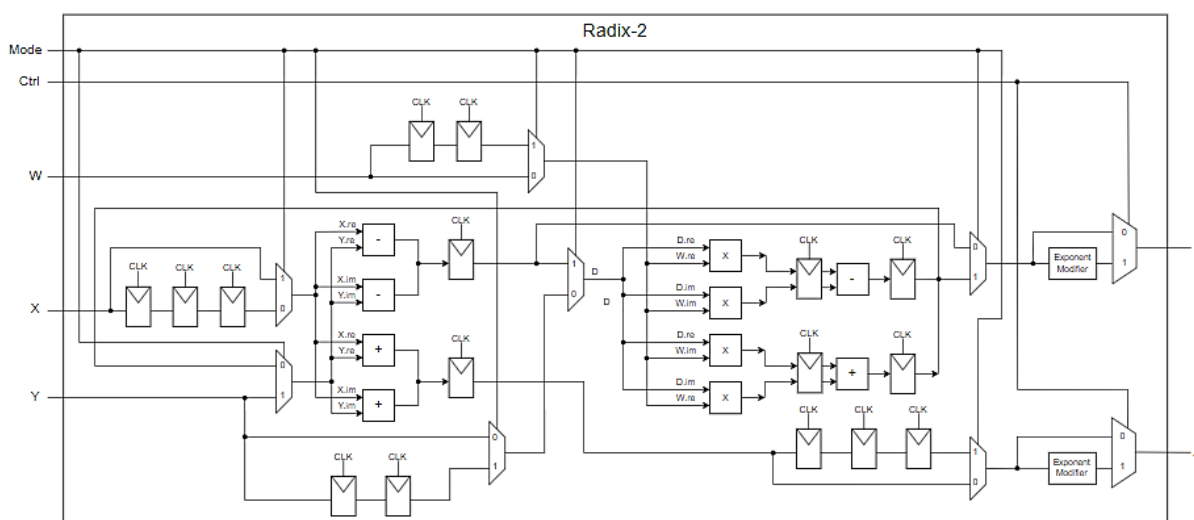 Radix-2
Mode
Ctrl
CLK CLK
1
W
0
X.re
Y.re
-
CLK
X.im
Y.im
-
CLK CLK CLK
1
0
X
X.re
Y.re
+
CLK
X.im
Y.im
+
0
1
Y
CLK CLK
0
1
1
0
D
D
D.re
W.re
X
D.im
W.im
X
CLK
-
CLK
D.re
W.im
X
D.im
W.re
X
CLK
+
CLK
CLK CLK CLK
0
1
1
0
Exponent
Modifier
0
1
Exponent
Modifier
0
1